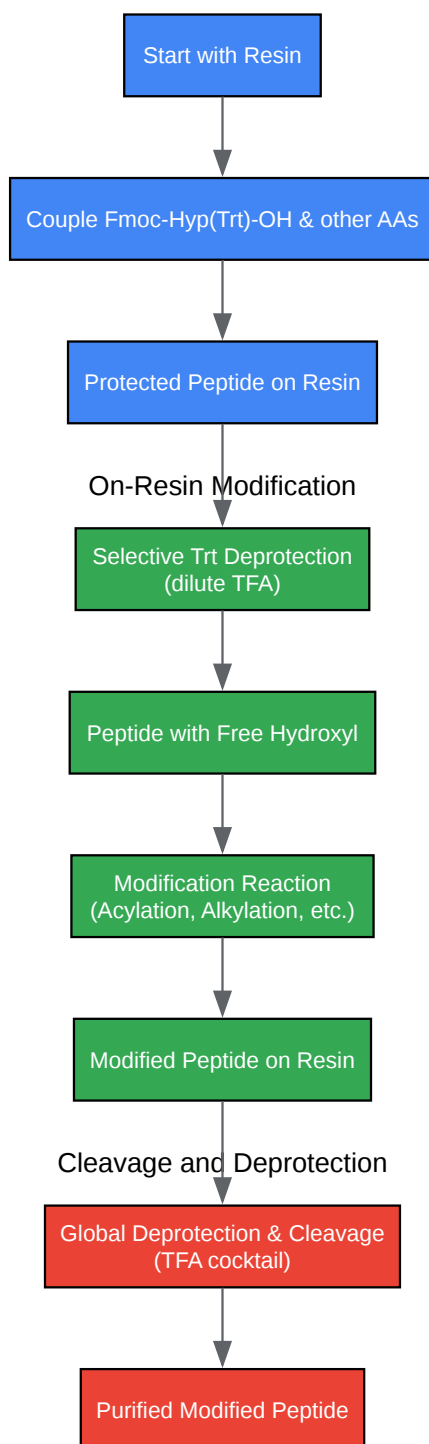 Start with Resin
Couple Fmoc-Hyp(Trt)-OH & other AAs
Protected Peptide on Resin
On-Resin Modification
Selective Trt Deprotection
(dilute TFA)
Peptide with Free Hydroxyl
Modification Reaction
(Acylation, Alkylation, etc.)
Modified Peptide on Resin
Cleavage and Deprotection
Global Deprotection & Cleavage
(TFA cocktail)
Purified Modified Peptide